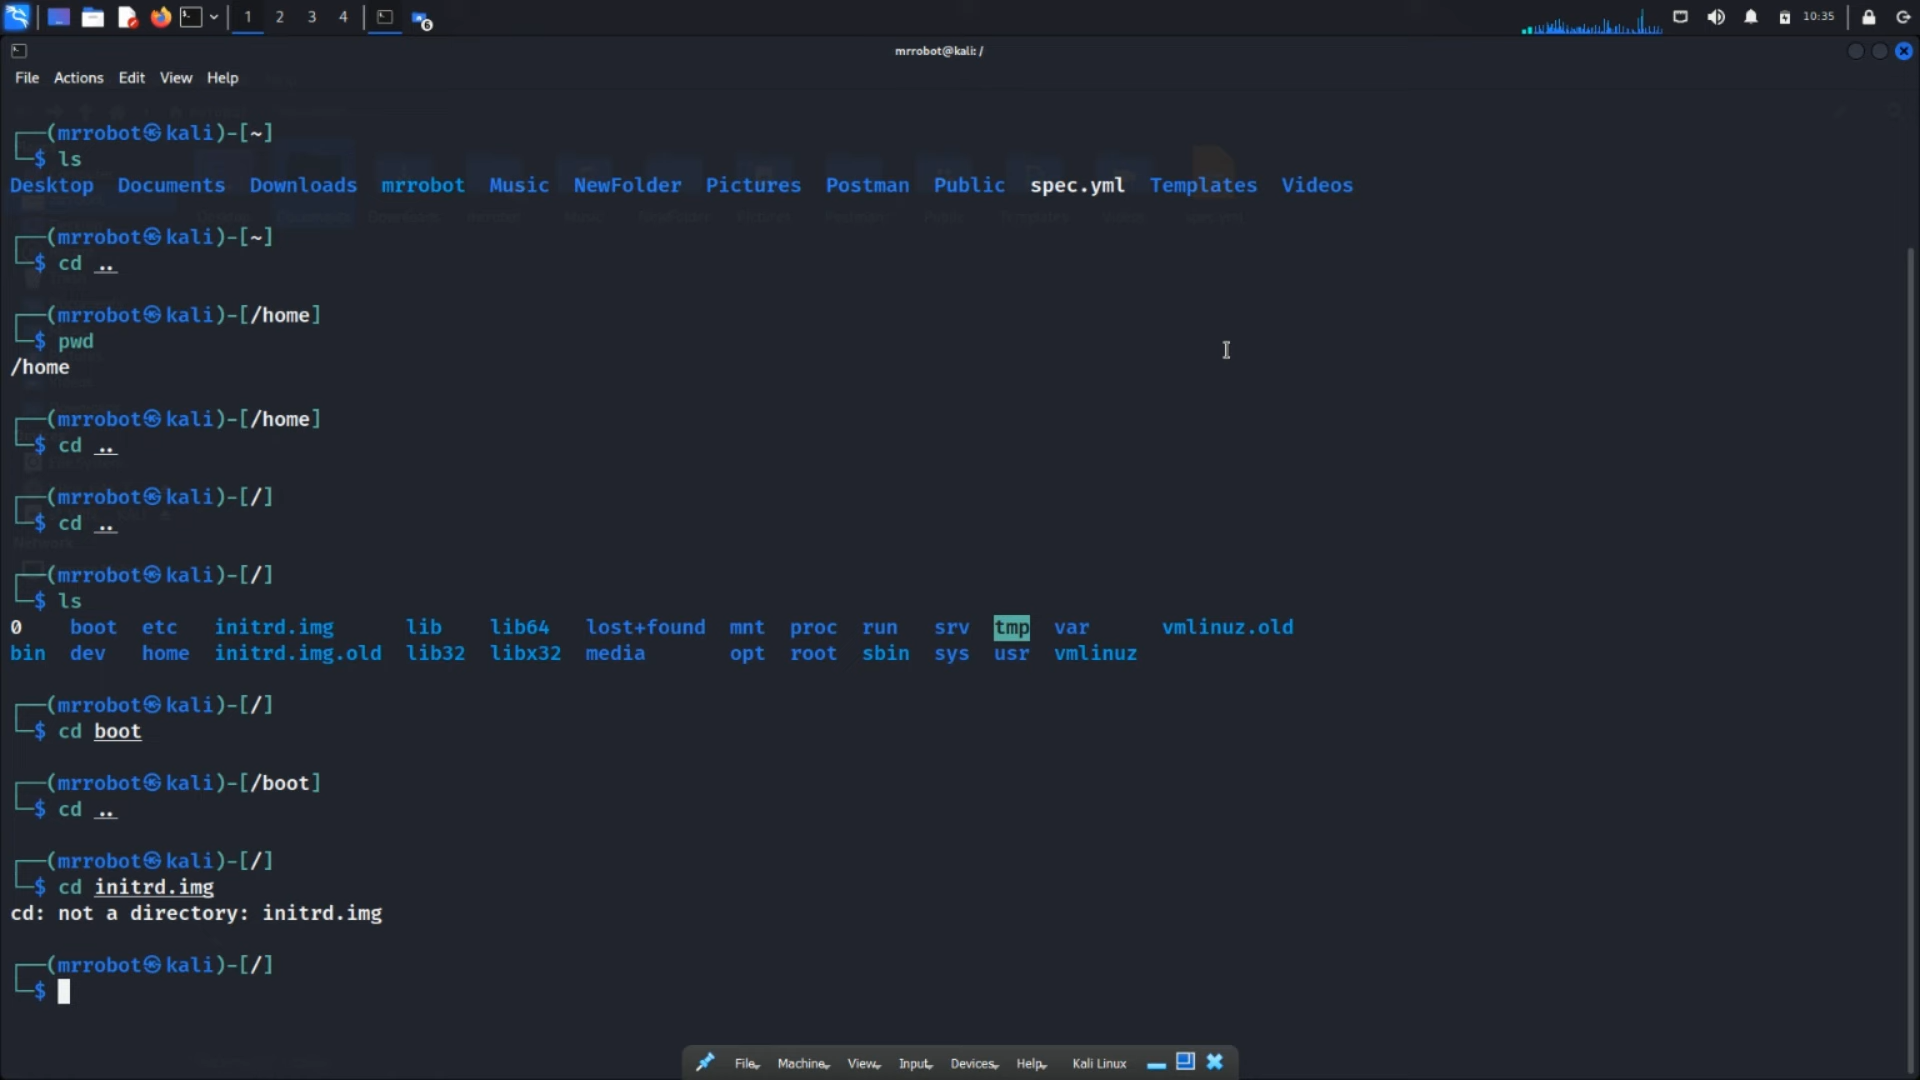 1 2 3 4 6 10:35
mrrobot@kali: /
File Actions Edit View Help
┌──(mrrobot㉿kali)-[~]
└─$ ls
Desktop Documents Downloads mrrobot Music NewFolder Pictures Postman Public spec.yml Templates Videos
┌──(mrrobot㉿kali)-[~]
└─$ cd ..
┌──(mrrobot㉿kali)-[/home]
└─$ pwd
/home
┌──(mrrobot㉿kali)-[/home]
└─$ cd ..
┌──(mrrobot㉿kali)-[/]
└─$ cd ..
┌──(mrrobot㉿kali)-[/]
└─$ ls
0 boot etc initrd.img lib lib64 lost+found mnt proc run srv tmp var vmlinuz.old
bin dev home initrd.img.old lib32 libx32 media opt root sbin sys usr vmlinuz
┌──(mrrobot㉿kali)-[/]
└─$ cd boot
┌──(mrrobot㉿kali)-[/boot]
└─$ cd ..
┌──(mrrobot㉿kali)-[/]
└─$ cd initrd.img
cd: not a directory: initrd.img
┌──(mrrobot㉿kali)-[/]
└─$
File Machine View Input Devices Help Kali Linux